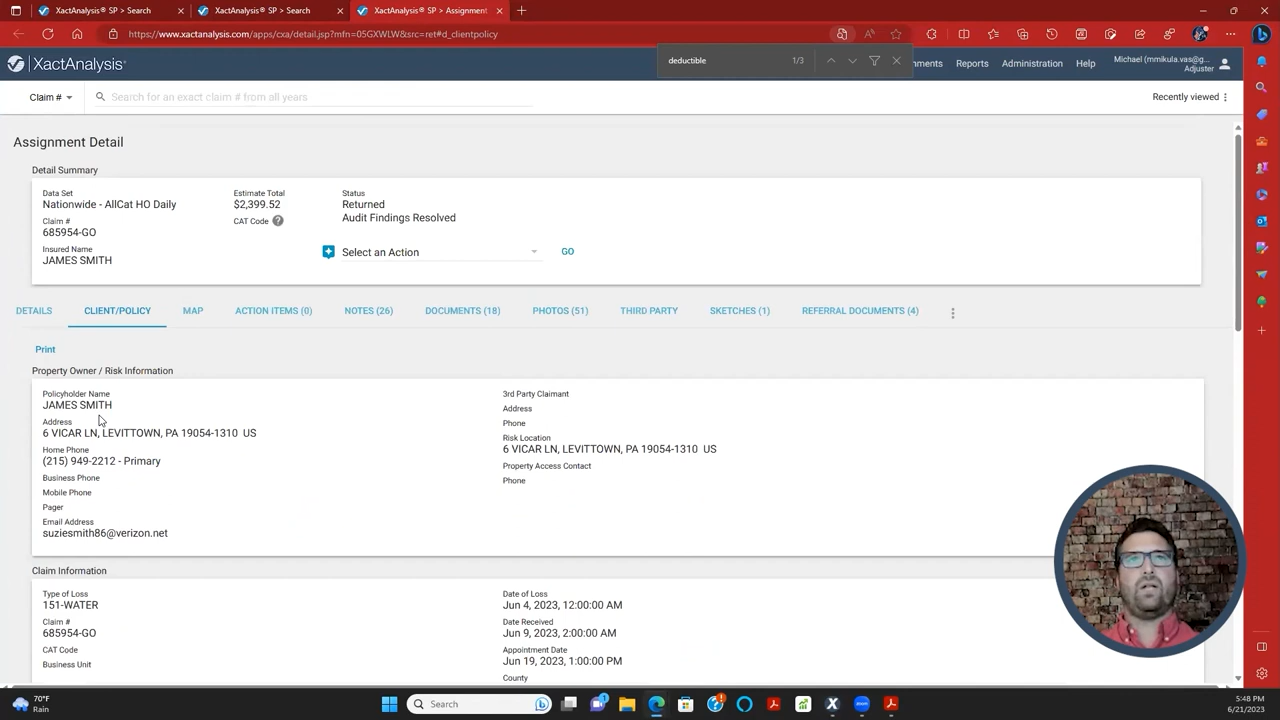 XactAnalysis® SP > Search
XactAnalysis® SP > Search
XactAnalysis® SP > Assignment
https://www.xactanalysis.com/apps/cxa/detail.jsp?mfn=05GXWLW&src=ret#d_clientpolicy
deductible 1/3
XactAnalysis®
nments Reports Administration Help
Michael (mmikula.vas@g...
Adjuster
Claim #
Search for an exact claim # from all years
Recently viewed
Assignment Detail
Detail Summary
Data Set
Nationwide - AllCat HO Daily
Claim #
685954-GO
Insured Name
JAMES SMITH
Estimate Total
$2,399.52
CAT Code ?
Status
Returned
Audit Findings Resolved
Select an Action
GO
DETAILS CLIENT/POLICY MAP ACTION ITEMS (0) NOTES (26) DOCUMENTS (18) PHOTOS (51) THIRD PARTY SKETCHES (1) REFERRAL DOCUMENTS (4)
Print
Property Owner / Risk Information
Policyholder Name
JAMES SMITH
Address
6 VICAR LN, LEVITTOWN, PA 19054-1310 US
Home Phone
(215) 949-2212 - Primary
Business Phone
Mobile Phone
Pager
Email Address
suziesmith86@verizon.net
3rd Party Claimant
Address
Phone
Risk Location
6 VICAR LN, LEVITTOWN, PA 19054-1310 US
Property Access Contact
Phone
Claim Information
Type of Loss
151-WATER
Claim #
685954-GO
CAT Code
Business Unit
Date of Loss
Jun 4, 2023, 12:00:00 AM
Date Received
Jun 9, 2023, 2:00:00 AM
Appointment Date
Jun 19, 2023, 1:00:00 PM
County
70°F
Rain
Search
5:48 PM
6/21/2023